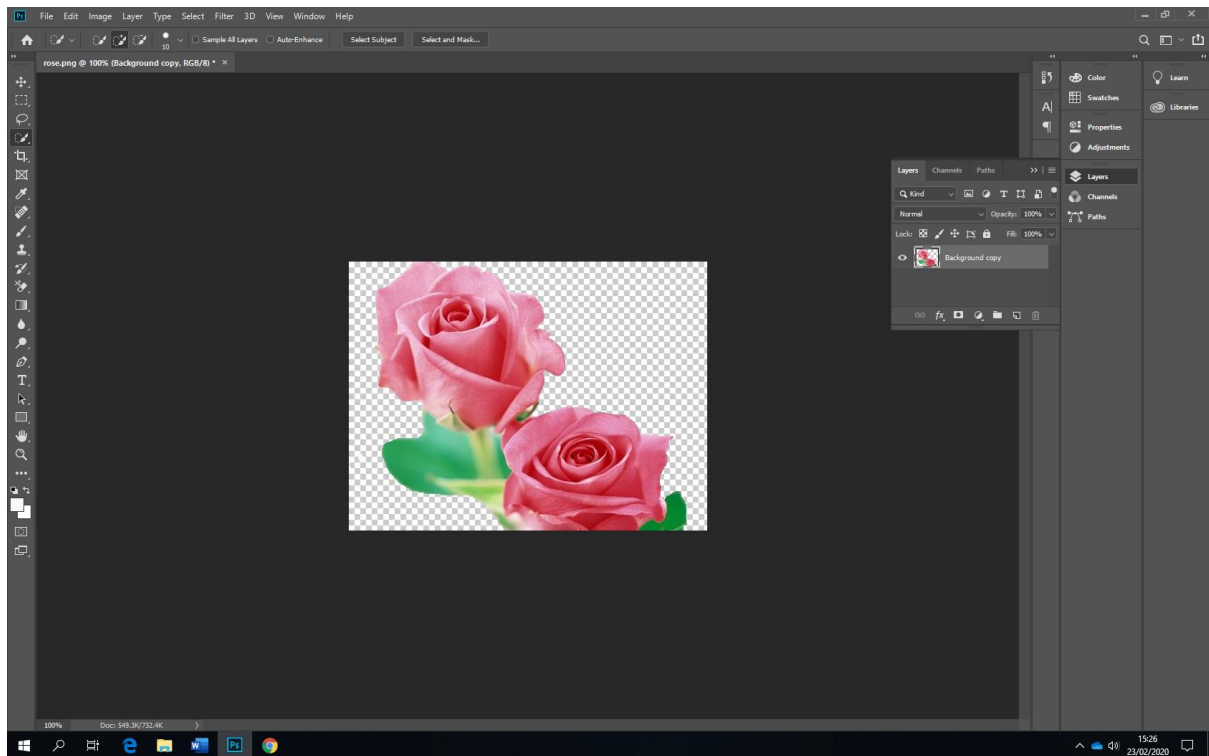 Ps File Edit Image Layer Type Select Filter 3D View Window Help
10 Sample All Layers Auto-Enhance Select Subject Select and Mask...
rose.png @ 100% (Background copy, RGB/8) * ×
Color
Swatches
Properties
Adjustments
Layers
Channels
Paths
Learn
Libraries
Layers Channels Paths
Kind
Normal Opacity: 100%
Lock: Fill: 100%
Background copy
fx
100% Doc: 549.3K/732.4K
Ps
15:26
23/02/2020